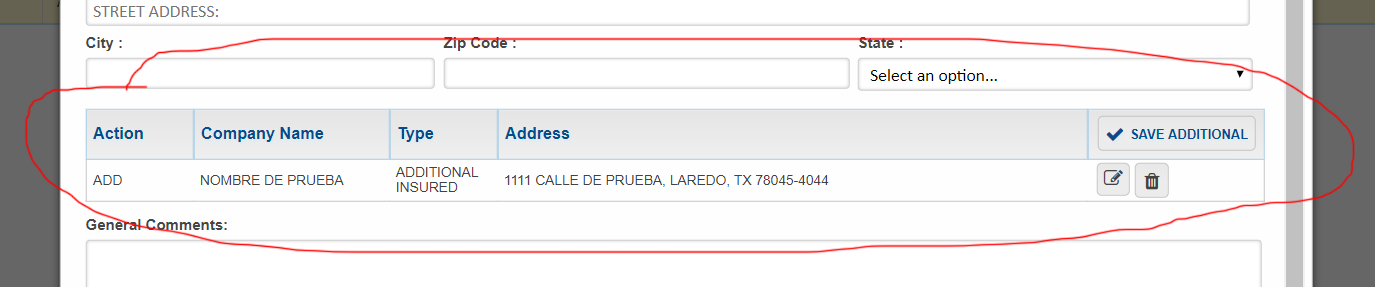 STREET ADDRESS:
City : Zip Code : State :
Select an option...
Action Company Name Type Address SAVE ADDITIONAL
ADD NOMBRE DE PRUEBA ADDITIONAL INSURED 1111 CALLE DE PRUEBA, LAREDO, TX 78045-4044
General Comments: